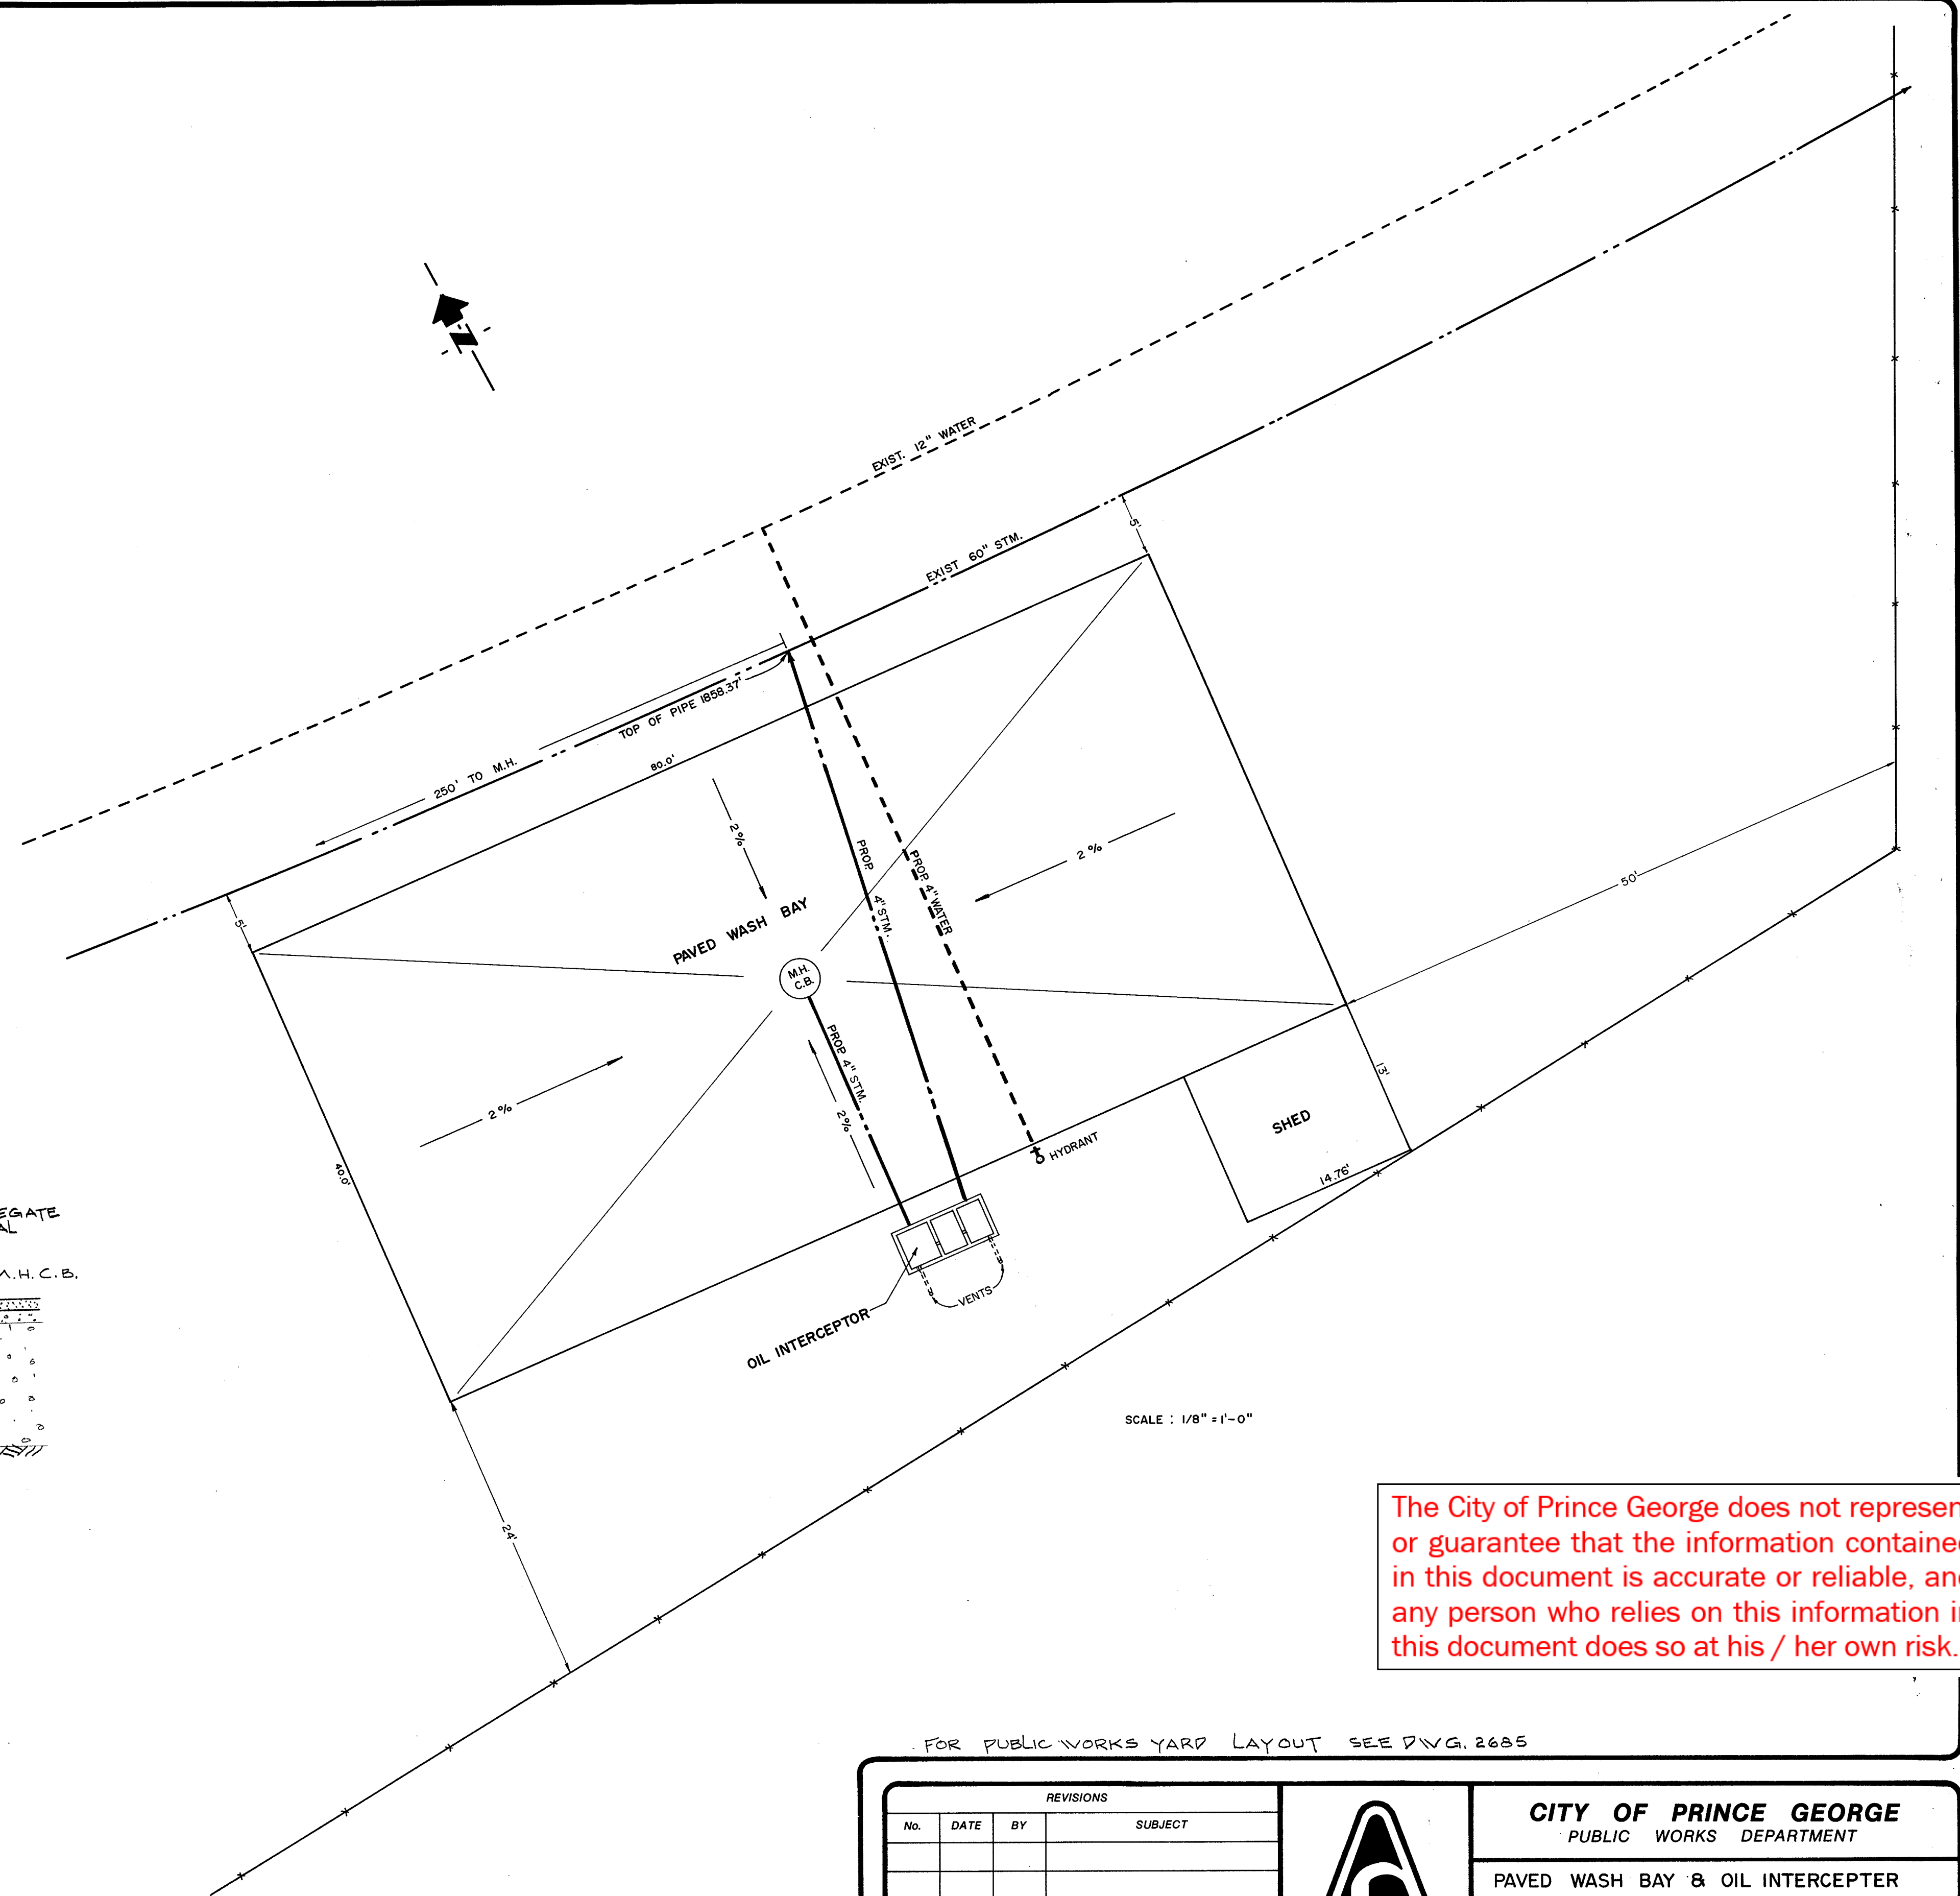 EXIST. 12" WATER
5'
EXIST 60" STM.
TOP OF PIPE 1858.37'
250' TO M.H.
80.0'
2%
PROP. 4" STM.
PROP. 4" WATER
2%
50'
5'
PAVED WASH BAY
M.H.
C.B.
PROP. 4" STM.
2%
2%
40.0'
13'
SHED
14.76'
HYDRANT
VENTS
OIL INTERCEPTOR
24'
M.H.C.B.
N
SCALE : 1/8" = 1'-0"
The City of Prince George does not represen
or guarantee that the information containe
in this document is accurate or reliable, an
any person who relies on this information i
this document does so at his / her own risk.
FOR PUBLIC WORKS YARD LAYOUT SEE DWG. 2685
REVISIONS
No. DATE BY SUBJECT
CITY OF PRINCE GEORGE
PUBLIC WORKS DEPARTMENT
PAVED WASH BAY & OIL INTERCEPTER